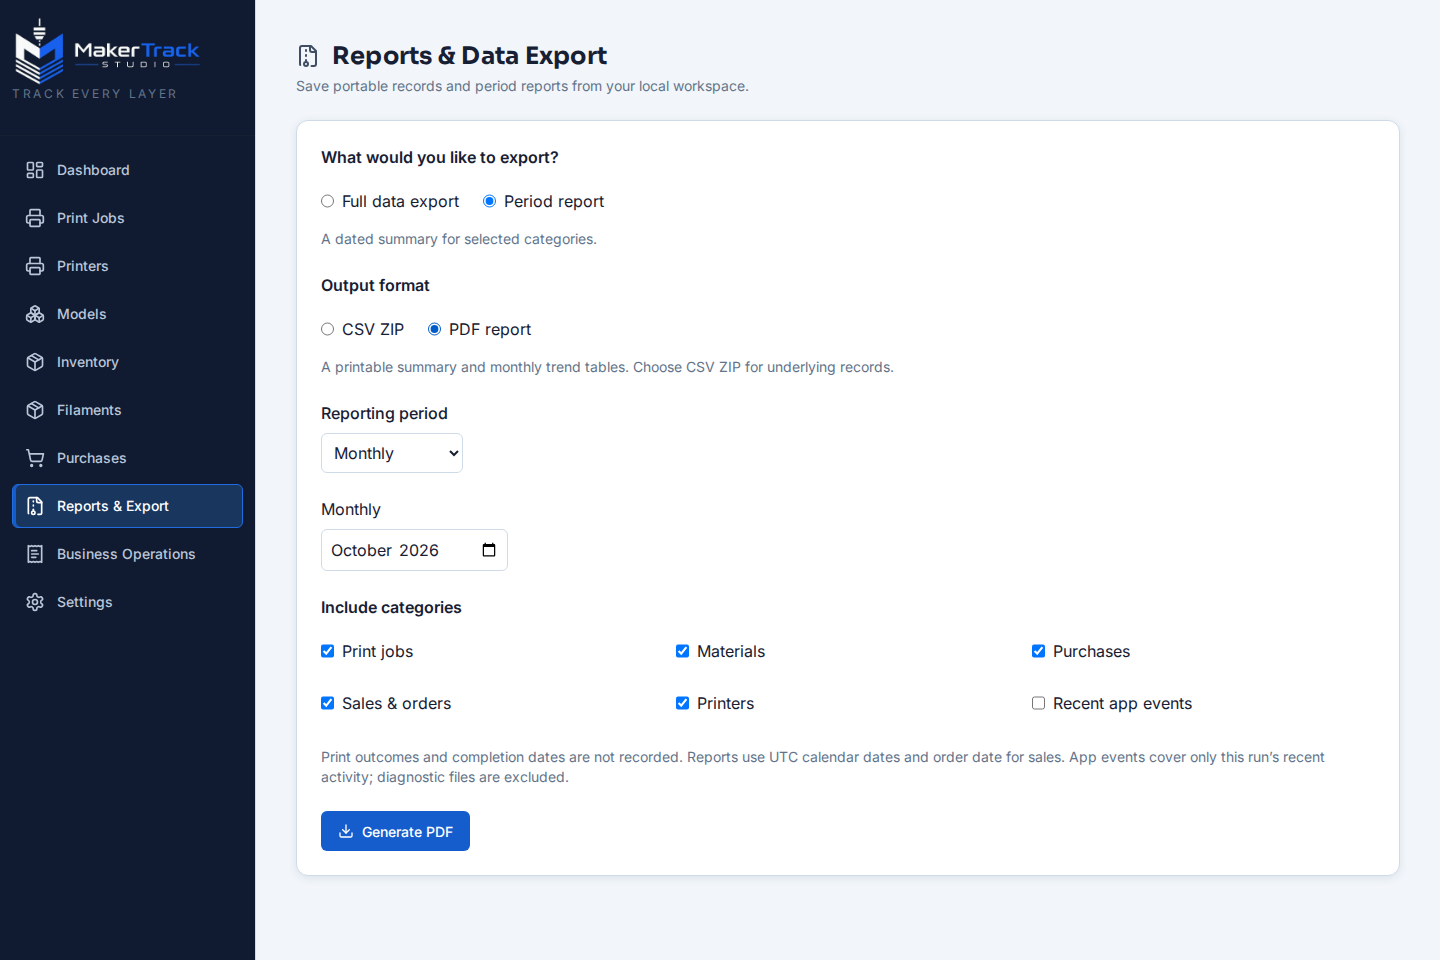 MakerTrack
STUDIO
TRACK EVERY LAYER
Dashboard
Print Jobs
Printers
Models
Inventory
Filaments
Purchases
Reports & Export
Business Operations
Settings
Reports & Data Export
Save portable records and period reports from your local workspace.
What would you like to export?
Full data export Period report
A dated summary for selected categories.
Output format
CSV ZIP PDF report
A printable summary and monthly trend tables. Choose CSV ZIP for underlying records.
Reporting period
Monthly
Monthly
October 2026
Include categories
Print jobs Materials Purchases
Sales & orders Printers Recent app events
Print outcomes and completion dates are not recorded. Reports use UTC calendar dates and order date for sales. App events cover only this run’s recent
activity; diagnostic files are excluded.
Generate PDF